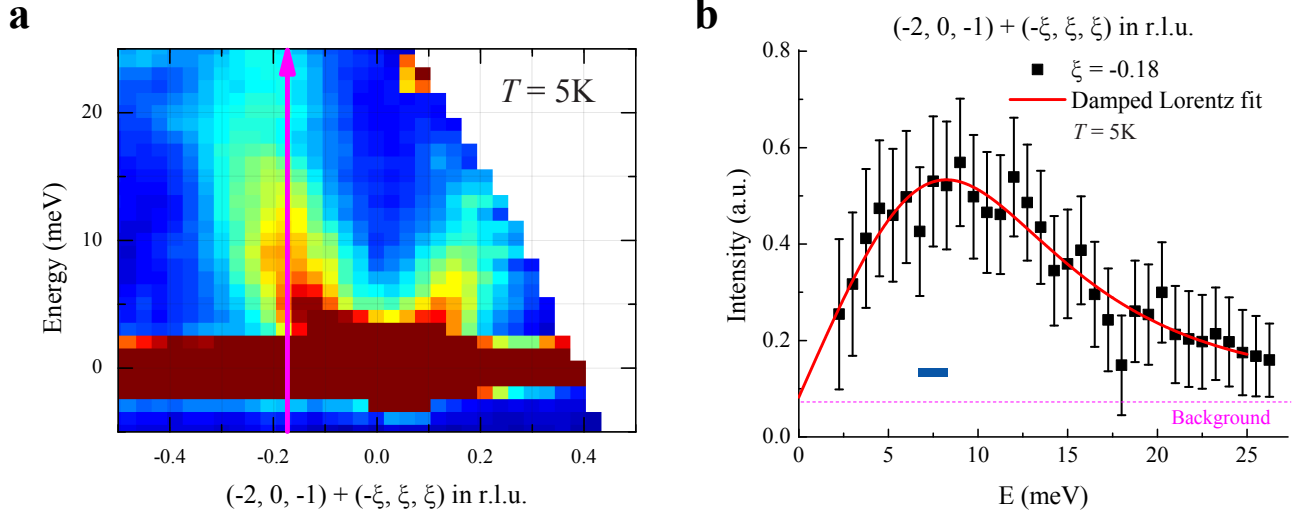 a
T = 5K
20
10
0
Energy (meV)
-0.4
-0.2
0.0
0.2
0.4
(-2, 0, -1) + (-ξ, ξ, ξ) in r.l.u.
b
(-2, 0, -1) + (-ξ, ξ, ξ) in r.l.u.
ξ = -0.18
Damped Lorentz fit
T = 5K
0.8
0.6
0.4
0.2
0.0
Intensity (a.u.)
Background
0
5
10
15
20
25
E (meV)